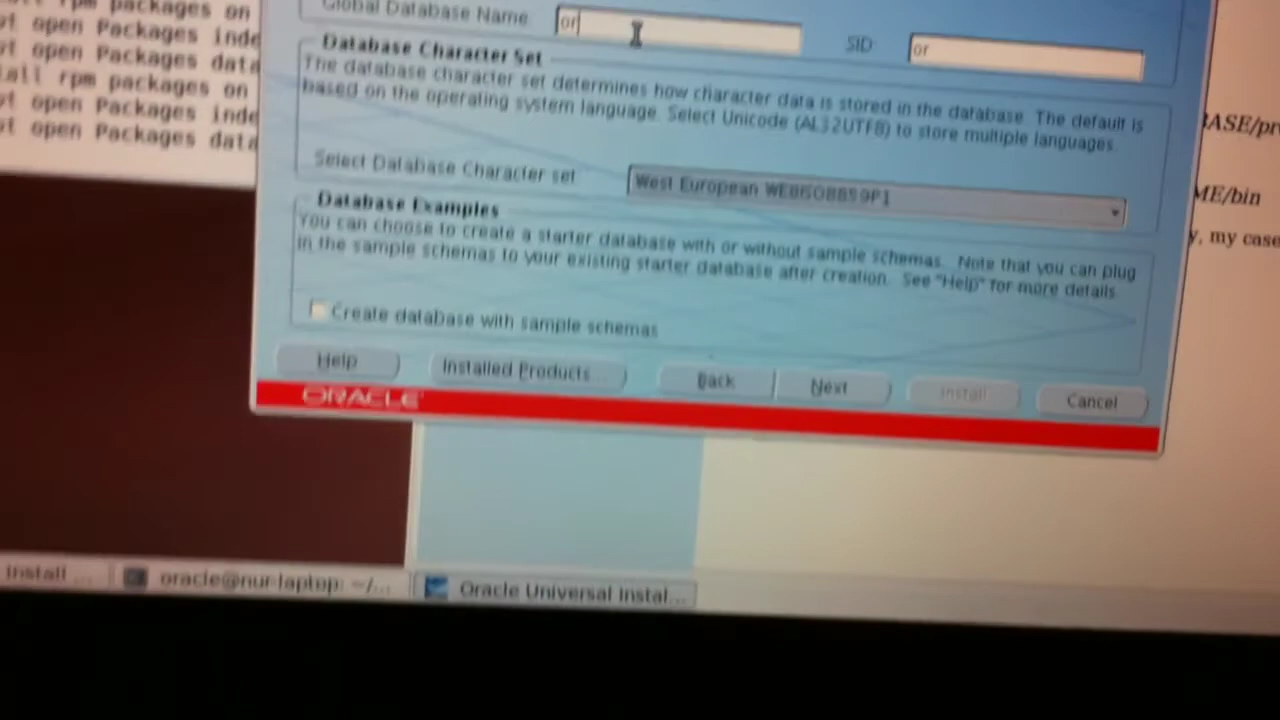 rpm packages on
open Packages inde
open Packages data
all rpm packages on
open Packages inde
open Packages data
Global Database Name
or
SID:
or
Database Character Set
The database character set determines how character data is stored in the database. The default is
based on the operating system language. Select Unicode (AL32UTF8) to store multiple languages.
Select Database Character set
West European WE8ISO8859P1
Database Examples
You can choose to create a starter database with or without sample schemas. Note that you can plug
in the sample schemas to your existing starter database after creation. See "Help" for more details.
Create database with sample schemas
Help
Installed Products
Back
Next
Install
Cancel
ORACLE
BASE/pr
ME/bin
y, my case
install ...
oracle@nur-laptop: ~/...
Oracle Universal Instal...